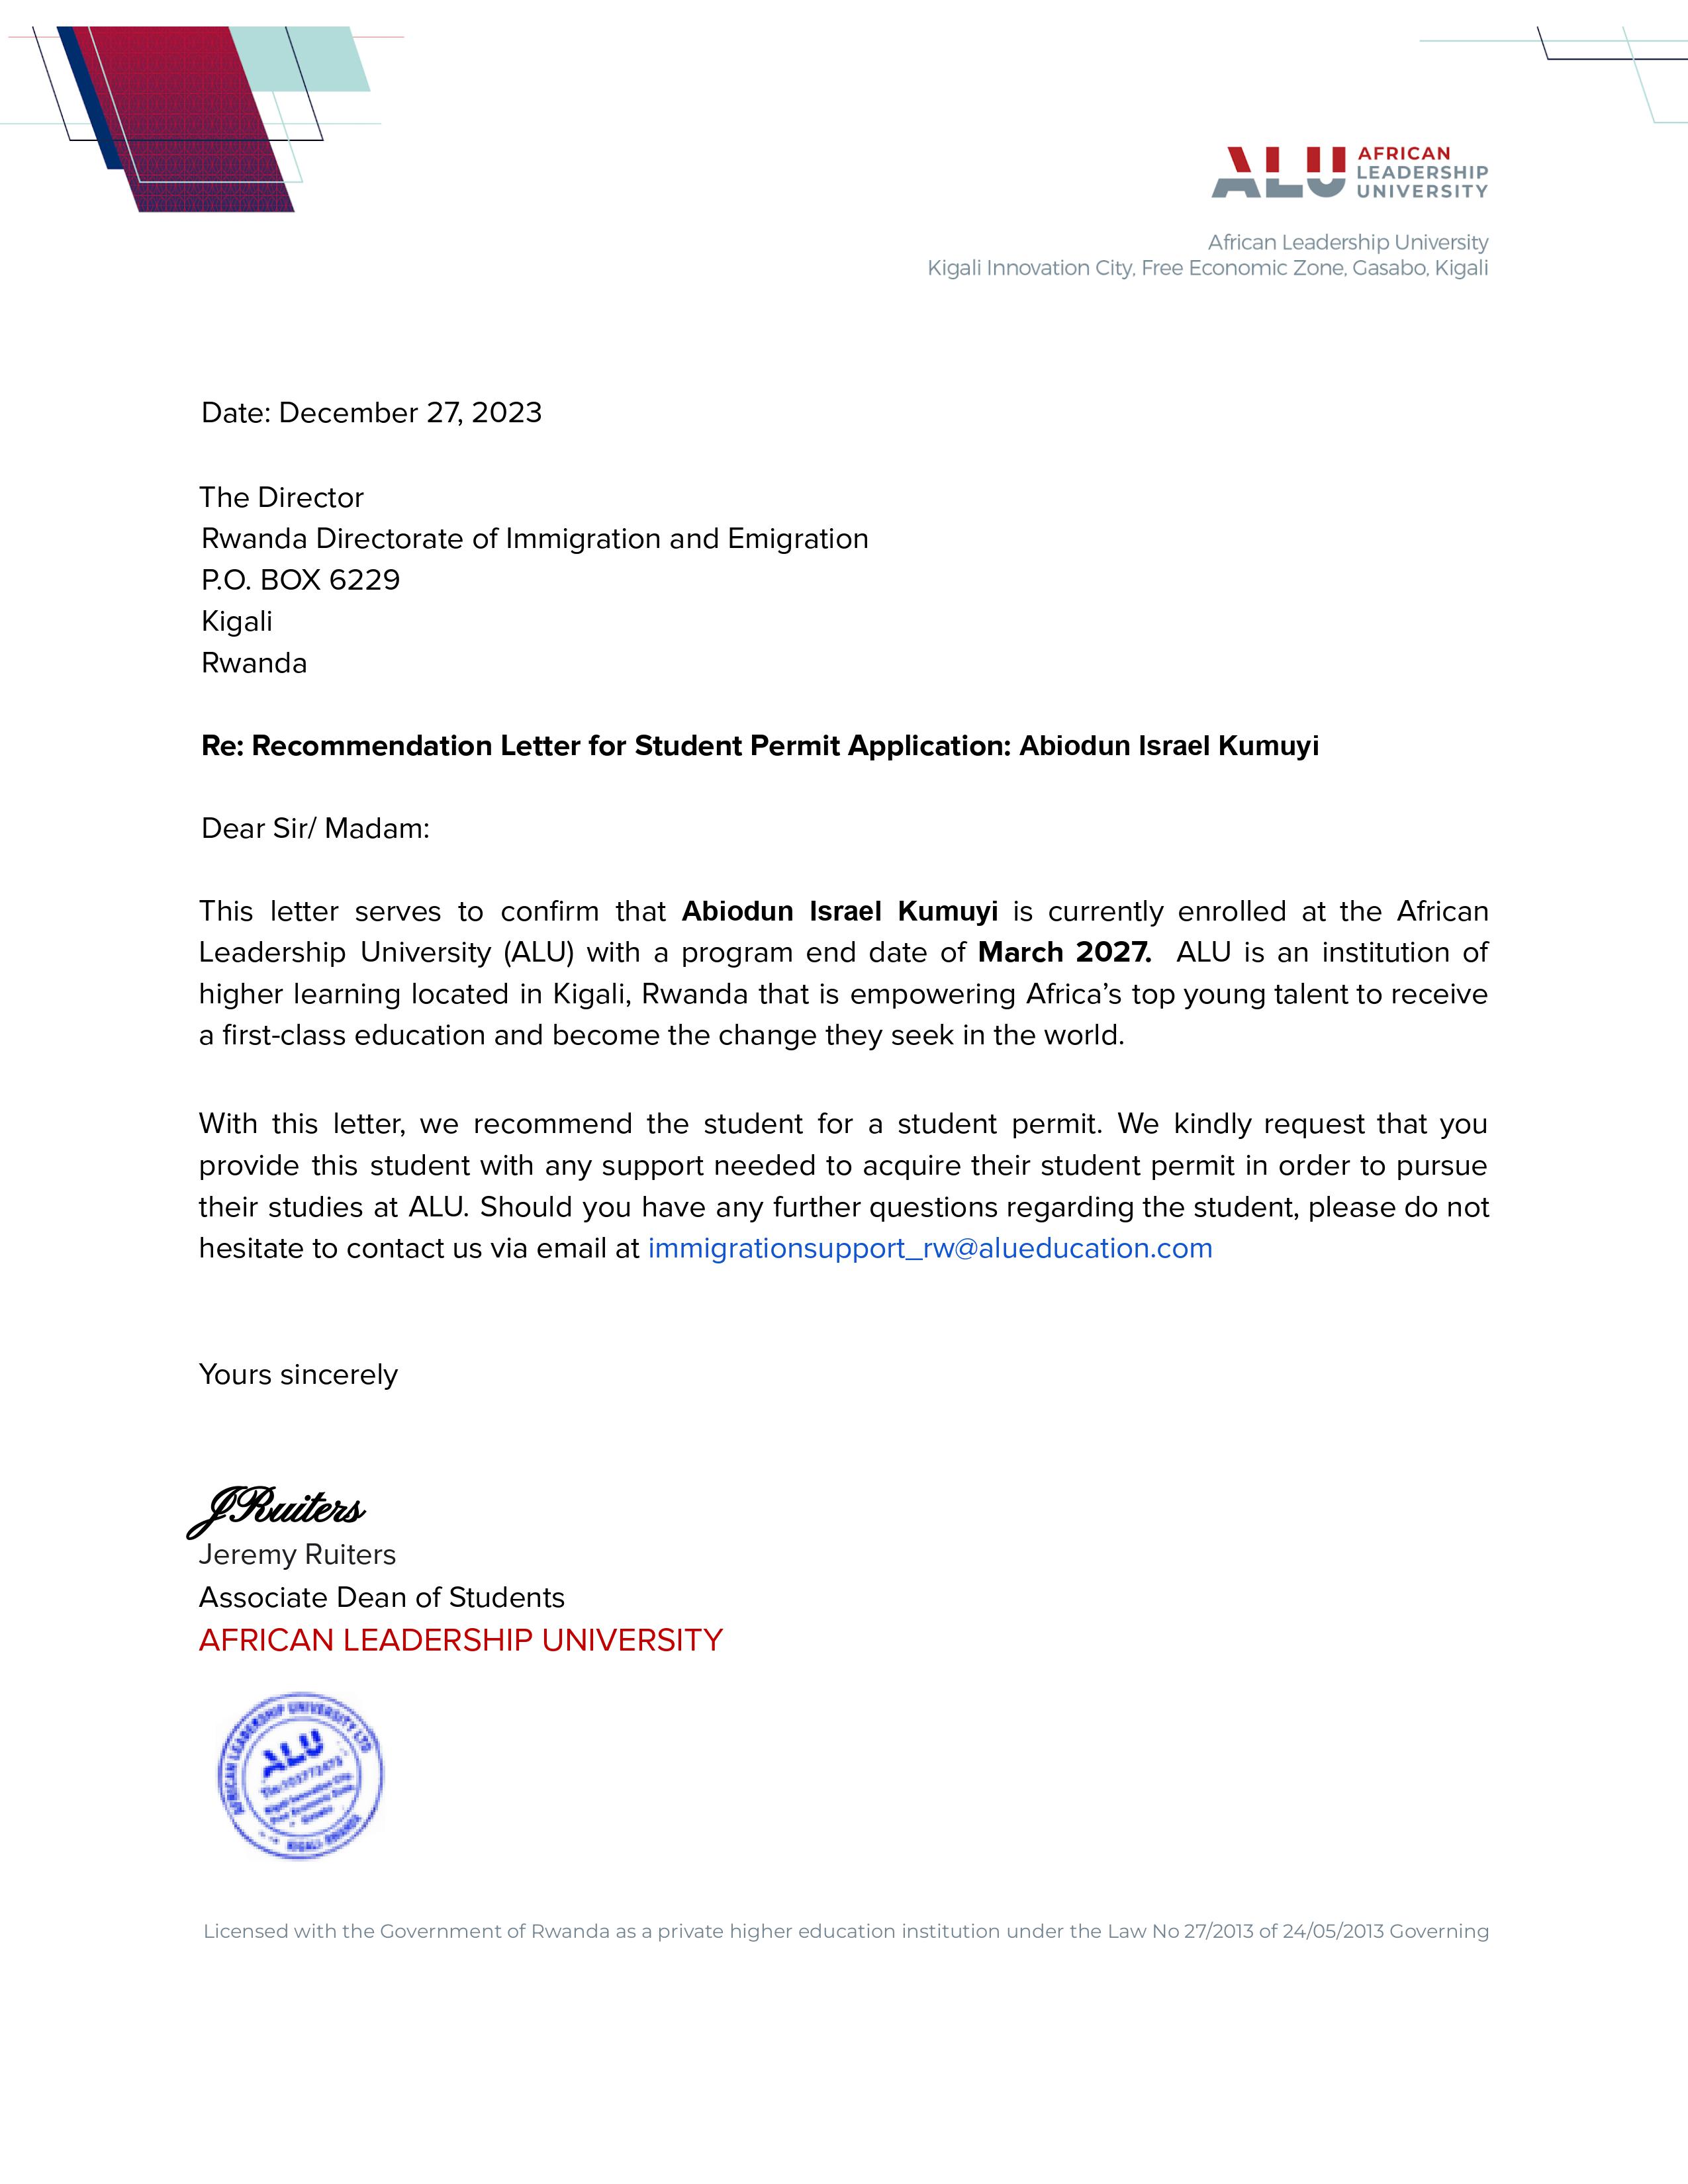 ALU AFRICAN
LEADERSHIP
UNIVERSITY
African Leadership University
Kigali Innovation City, Free Economic Zone, Gasabo, Kigali
Date: December 27, 2023
The Director
Rwanda Directorate of Immigration and Emigration
P.O. BOX 6229
Kigali
Rwanda
Re: Recommendation Letter for Student Permit Application: Abiodun Israel Kumuyi
Dear Sir/ Madam:
This letter serves to confirm that Abiodun Israel Kumuyi is currently enrolled at the African
Leadership University (ALU) with a program end date of March 2027. ALU is an institution of
higher learning located in Kigali, Rwanda that is empowering Africa’s top young talent to receive
a first-class education and become the change they seek in the world.
With this letter, we recommend the student for a student permit. We kindly request that you
provide this student with any support needed to acquire their student permit in order to pursue
their studies at ALU. Should you have any further questions regarding the student, please do not
hesitate to contact us via email at immigrationsupport_rw@alueducation.com
Yours sincerely
JRuiters
Jeremy Ruiters
Associate Dean of Students
AFRICAN LEADERSHIP UNIVERSITY
AFRICAN LEADERSHIP UNIVERSITY LTD
ALU
Kigali Innovation City
Free Economic Zone
Gasabo
KIGALI-RWANDA
Licensed with the Government of Rwanda as a private higher education institution under the Law No 27/2013 of 24/05/2013 Governing